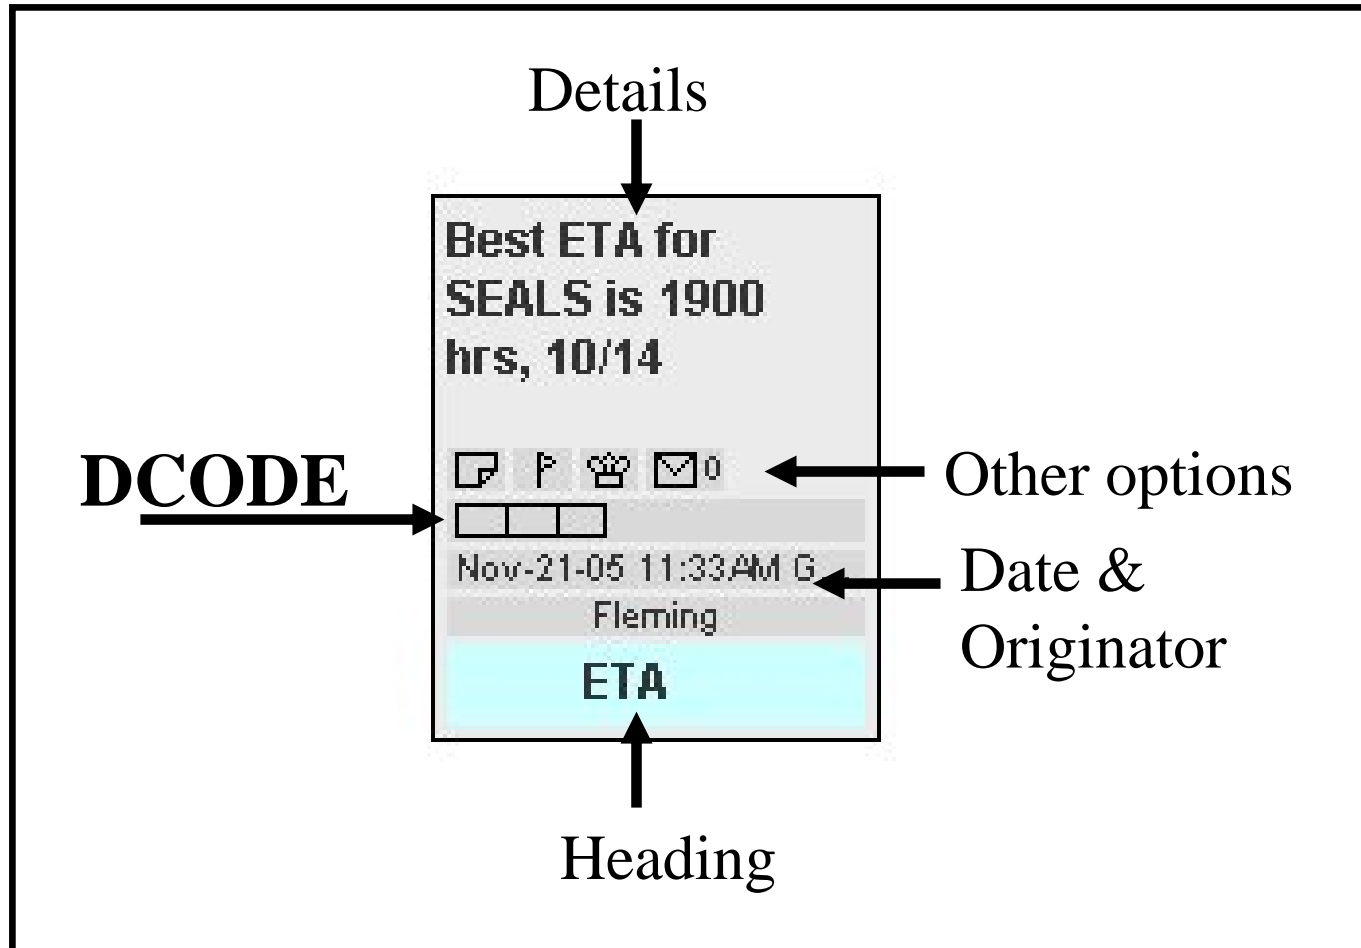 Details
Best ETA for
SEALS is 1900
hrs, 10/14
DCODE
0
Other options
Nov-21-05 11:33AM G
Date &
Originator
Fleming
ETA
Heading